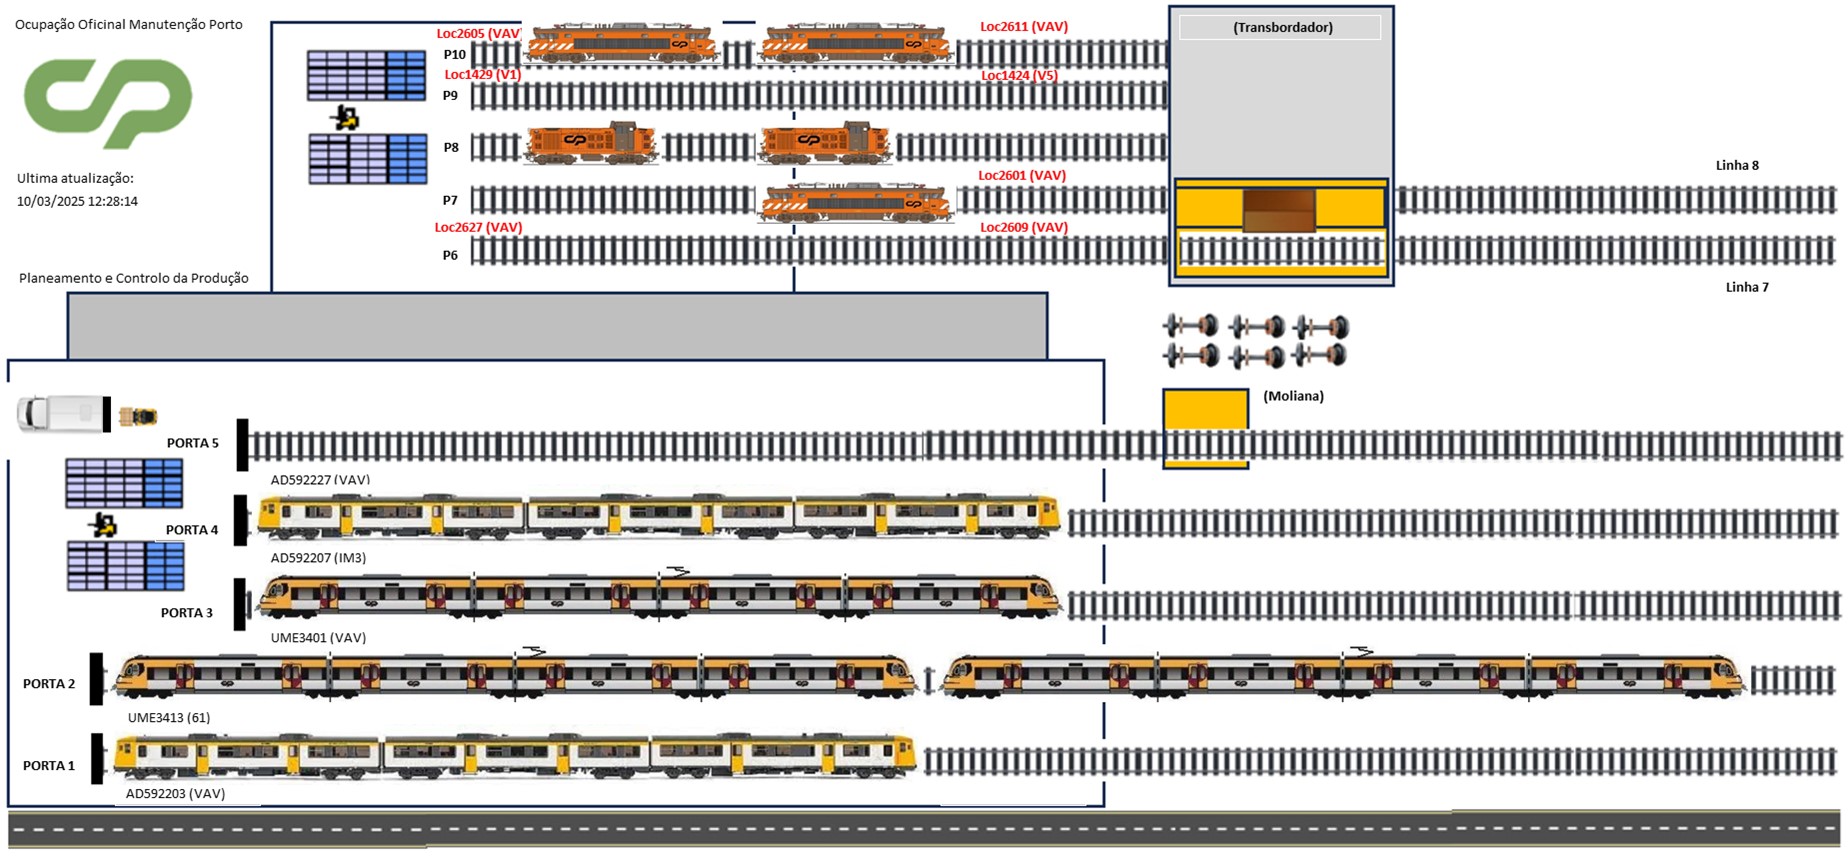 Ocupação Oficinal Manutenção Porto
Loc2605 (VAV)
Loc2611 (VAV)
(Transbordador)
P10
Loc1429 (V1)
Loc1424 (V5)
P9
P8
Ultima atualização:
10/03/2025 12:28:14
Loc2601 (VAV)
Linha 8
P7
Loc2627 (VAV)
Loc2609 (VAV)
P6
Planeamento e Controlo da Produção
Linha 7
(Moliana)
PORTA 5
AD592227 (VAV)
PORTA 4
AD592207 (IM3)
PORTA 3
UME3401 (VAV)
PORTA 2
UME3413 (61)
PORTA 1
AD592203 (VAV)